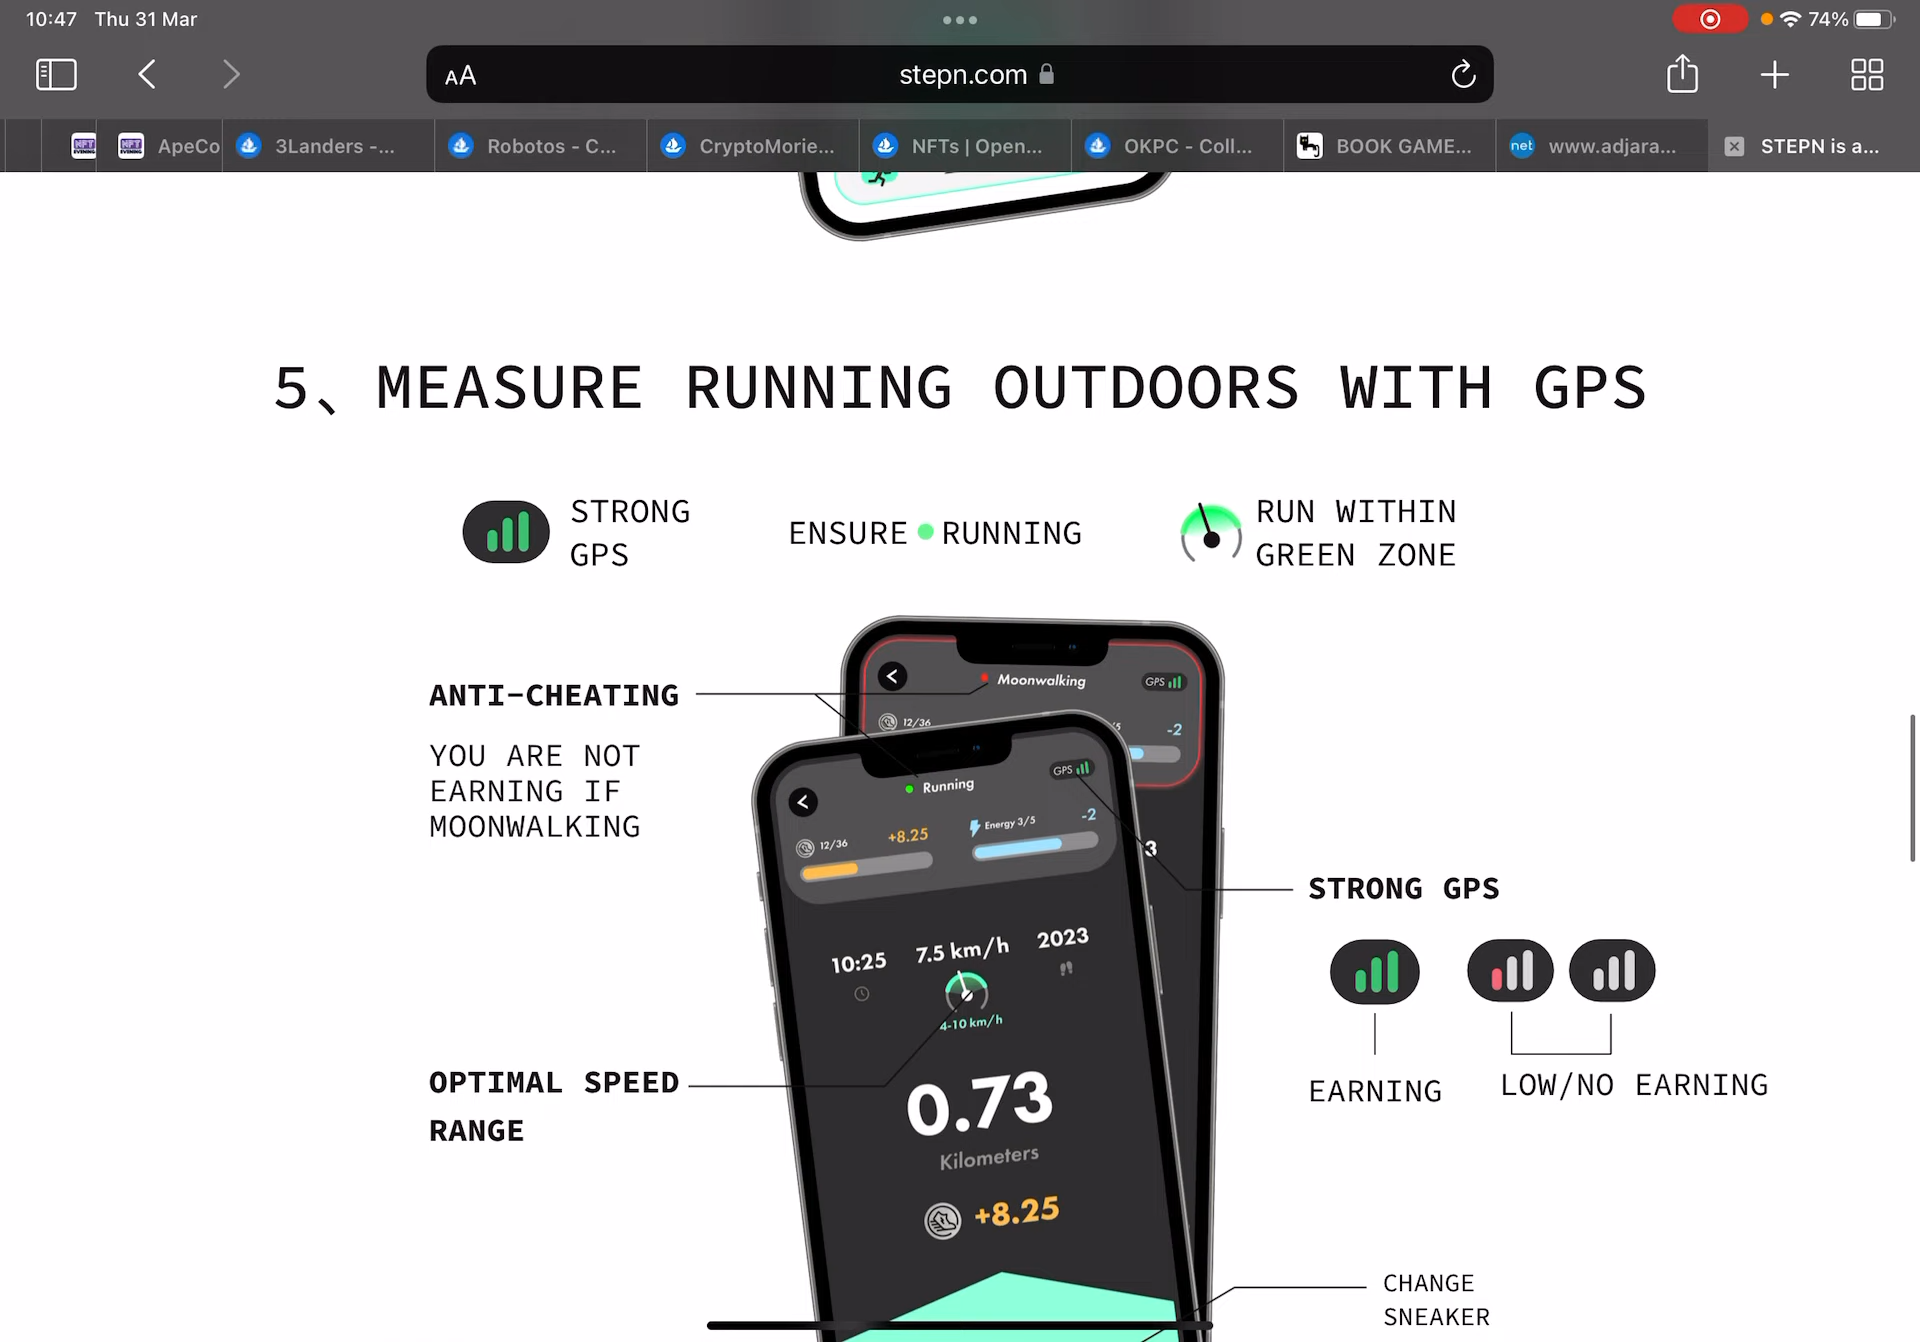 10:47 Thu 31 Mar
74%
AA
stepn.com
ApeCo
3Landers -...
Robotos - C...
CryptoMorie...
NFTs | Open...
OKPC - Coll...
BOOK GAME...
net
www.adjara...
STEPN is a...
5、MEASURE RUNNING OUTDOORS WITH GPS
STRONG
GPS
ENSURE RUNNING
RUN WITHIN
GREEN ZONE
ANTI-CHEATING
YOU ARE NOT
EARNING IF
MOONWALKING
Moonwalking
GPS
12/36
-2
Running
GPS
12/36
+8.25
Energy 3/5
-2
3
10:25
7.5 km/h
2023
4-10 km/h
0.73
Kilometers
+8.25
STRONG GPS
EARNING
LOW/NO EARNING
OPTIMAL SPEED
RANGE
CHANGE
SNEAKER